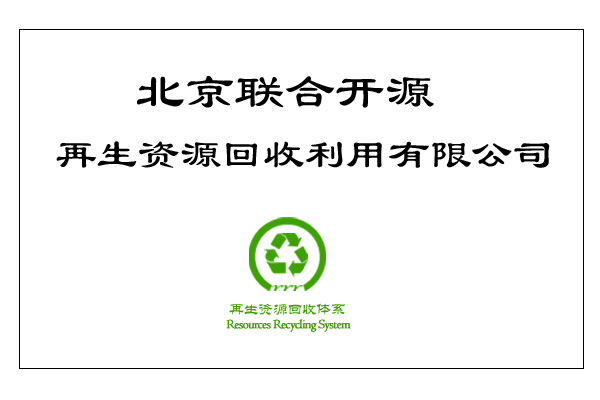 北京联合开源
再生资源回收利用有限公司
rrr
再生资源回收体系
Resources Recycling System